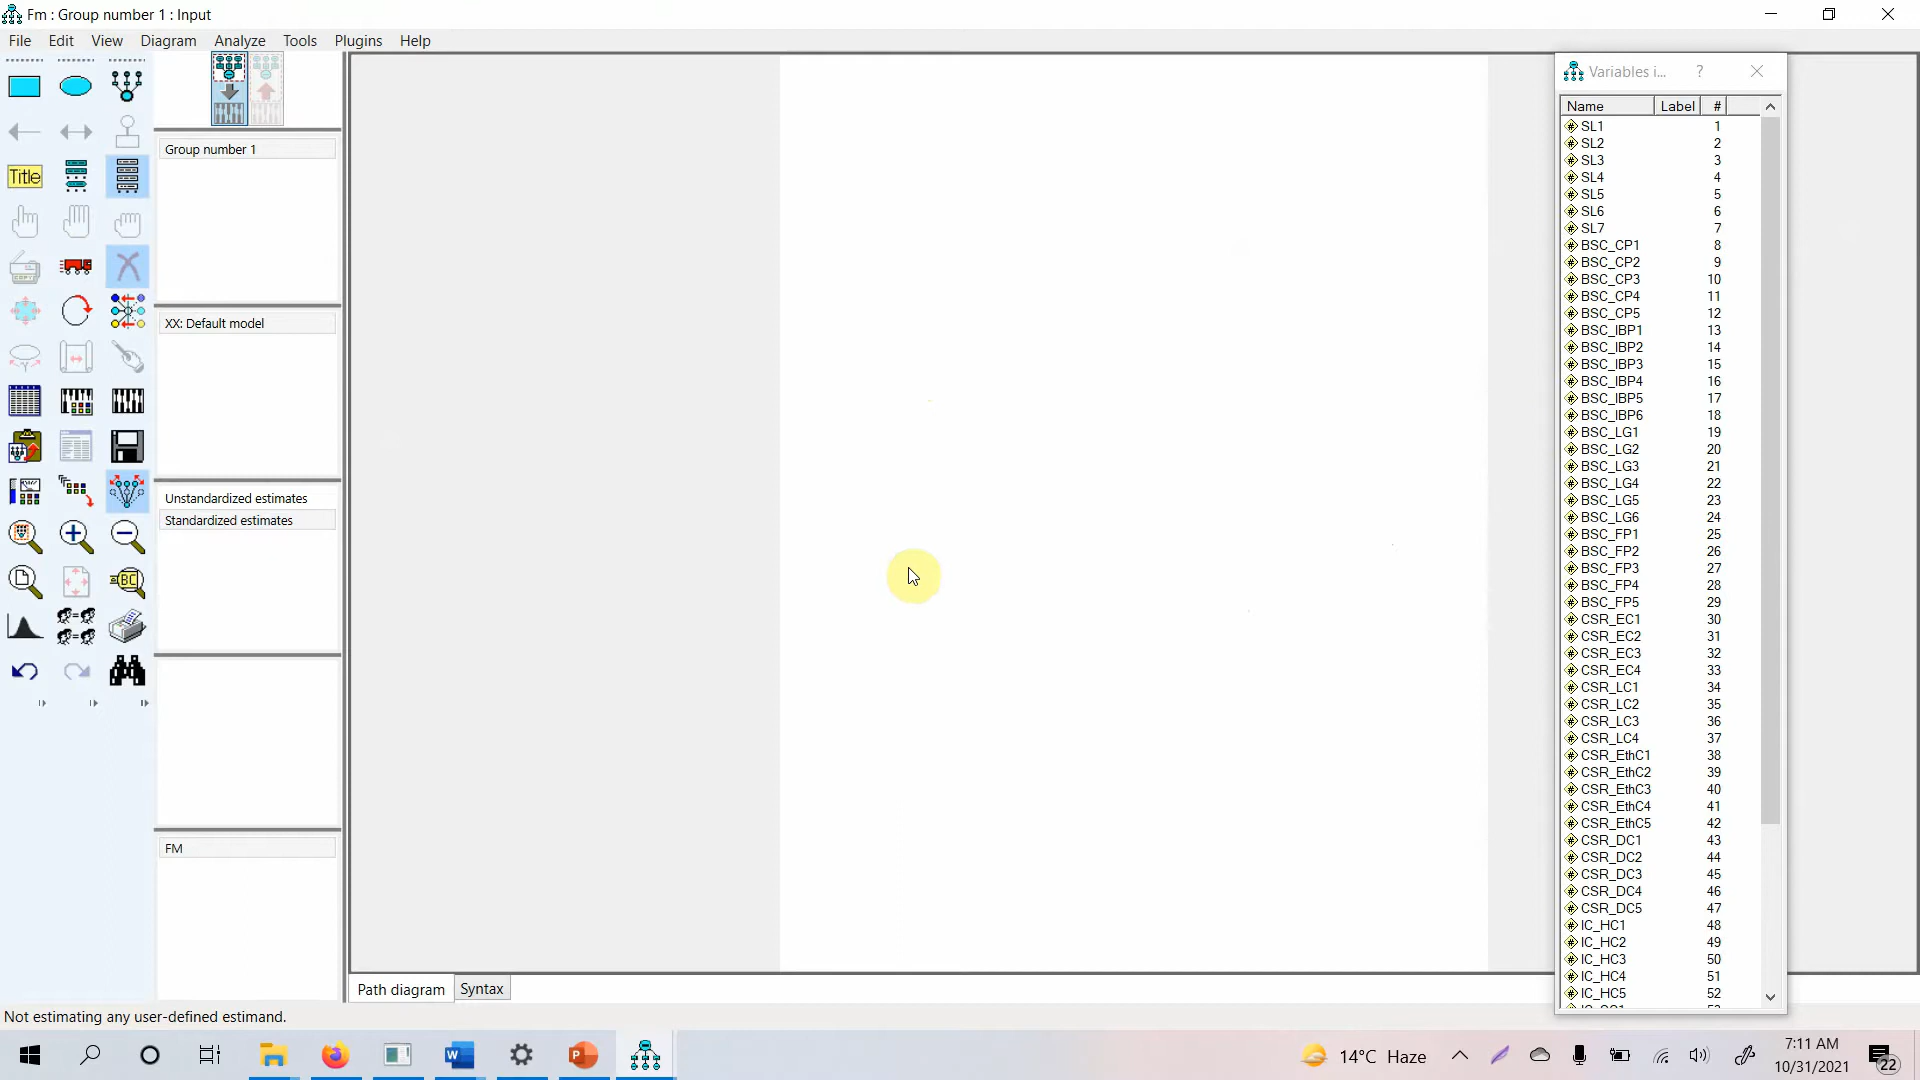 Fm : Group number 1 : Input
File Edit View Diagram Analyze Tools Plugins Help
Title
Group number 1
XX: Default model
Unstandardized estimates
Standardized estimates
FM
Path diagram Syntax
Not estimating any user-defined estimand.
Variables i... ?
Name Label #
SL1 1
SL2 2
SL3 3
SL4 4
SL5 5
SL6 6
SL7 7
BSC_CP1 8
BSC_CP2 9
BSC_CP3 10
BSC_CP4 11
BSC_CP5 12
BSC_IBP1 13
BSC_IBP2 14
BSC_IBP3 15
BSC_IBP4 16
BSC_IBP5 17
BSC_IBP6 18
BSC_LG1 19
BSC_LG2 20
BSC_LG3 21
BSC_LG4 22
BSC_LG5 23
BSC_LG6 24
BSC_FP1 25
BSC_FP2 26
BSC_FP3 27
BSC_FP4 28
BSC_FP5 29
CSR_EC1 30
CSR_EC2 31
CSR_EC3 32
CSR_EC4 33
CSR_LC1 34
CSR_LC2 35
CSR_LC3 36
CSR_LC4 37
CSR_EthC1 38
CSR_EthC2 39
CSR_EthC3 40
CSR_EthC4 41
CSR_EthC5 42
CSR_DC1 43
CSR_DC2 44
CSR_DC3 45
CSR_DC4 46
CSR_DC5 47
IC_HC1 48
IC_HC2 49
IC_HC3 50
IC_HC4 51
IC_HC5 52
14°C Haze
7:11 AM
10/31/2021
22